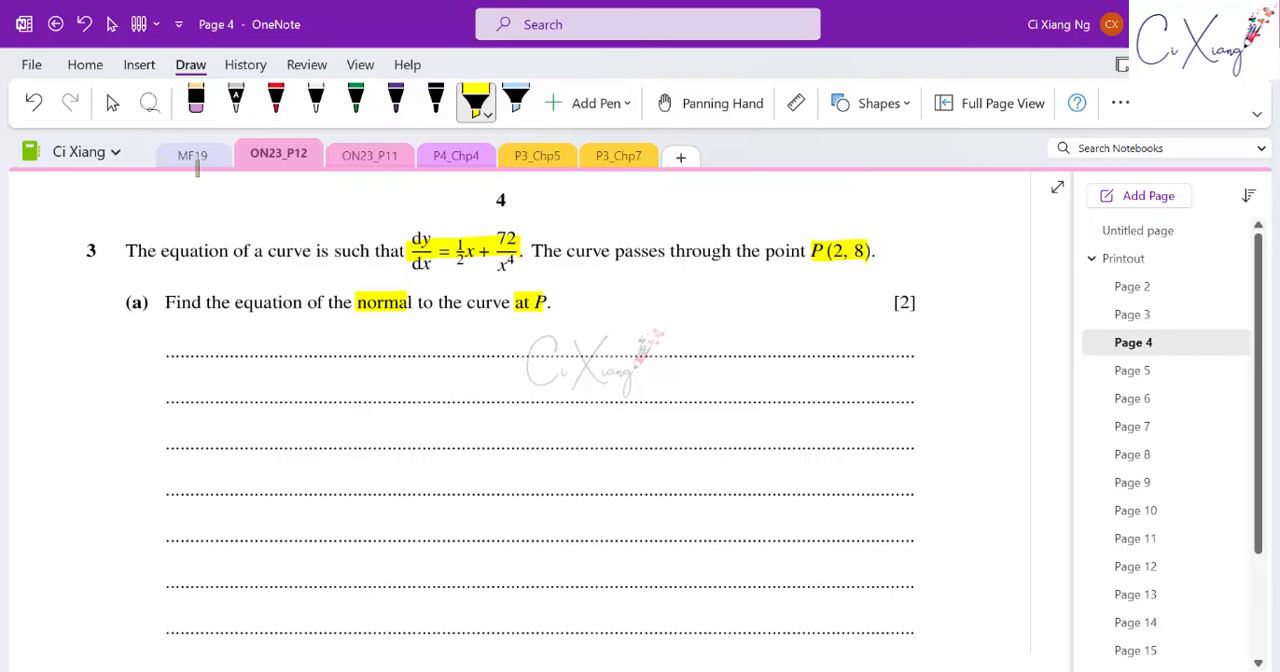 Page 4 - OneNote
Search
Ci Xiang Ng
CX
Ci Xiang
File Home Insert Draw History Review View Help
A
Add Pen
Panning Hand
Shapes
Full Page View
?
Ci Xiang
MF19
ON23_P12
ON23_P11
P4_Chp4
P3_Chp5
P3_Chp7
+
Search Notebooks
4
3 The equation of a curve is such that dy/dx = 1/2 x + 72/x⁴. The curve passes through the point P (2, 8).
(a) Find the equation of the normal to the curve at P. [2]
Ci Xiang
Add Page
Untitled page
Printout
Page 2
Page 3
Page 4
Page 5
Page 6
Page 7
Page 8
Page 9
Page 10
Page 11
Page 12
Page 13
Page 14
Page 15